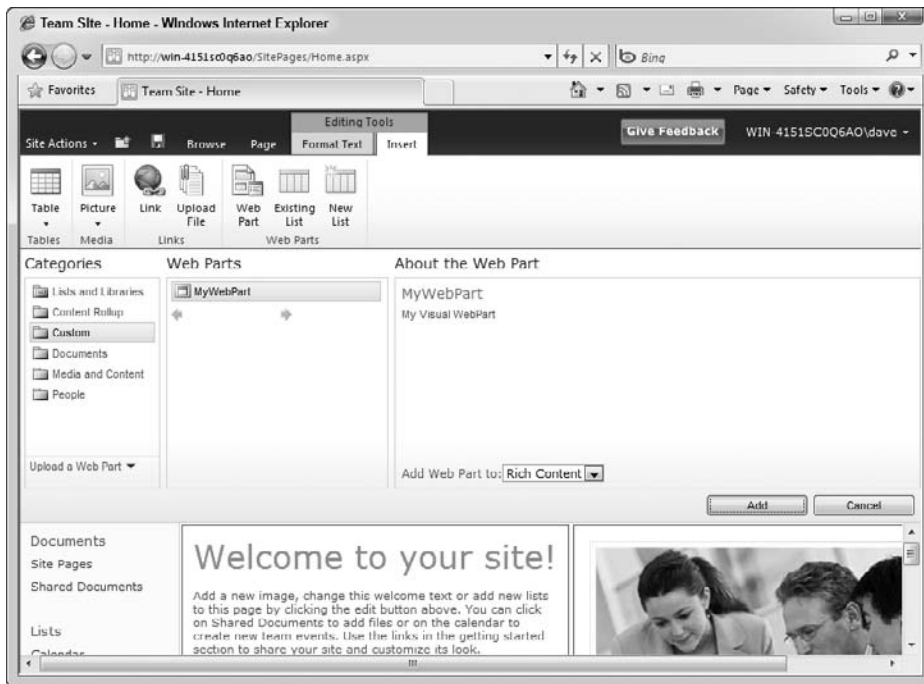 Team Site - Home - Windows Internet Explorer
http://win-4151sc0q6ao/SitePages/Home.aspx
Bing
Favorites
Team Site - Home
Page
Safety
Tools
Editing Tools
Site Actions
Browse
Page
Format Text
Insert
Give Feedback
WIN-4151SC0Q6AO\dave
Table
Picture
Link
Upload File
Web Part
Existing List
New List
Tables
Media
Links
Web Parts
Categories
Web Parts
About the Web Part
Lists and Libraries
Content Rollup
Custom
Documents
Media and Content
People
MyWebPart
MyWebPart
My Visual WebPart
Upload a Web Part
Add Web Part to: Rich Content
Add
Cancel
Documents
Site Pages
Shared Documents
Lists
Calendar
Welcome to your site!
Add a new image, change this welcome text or add new lists
to this page by clicking the edit button above. You can click
on Shared Documents to add files or on the calendar to
create new team events. Use the links in the getting started
section to share your site and customize its look.